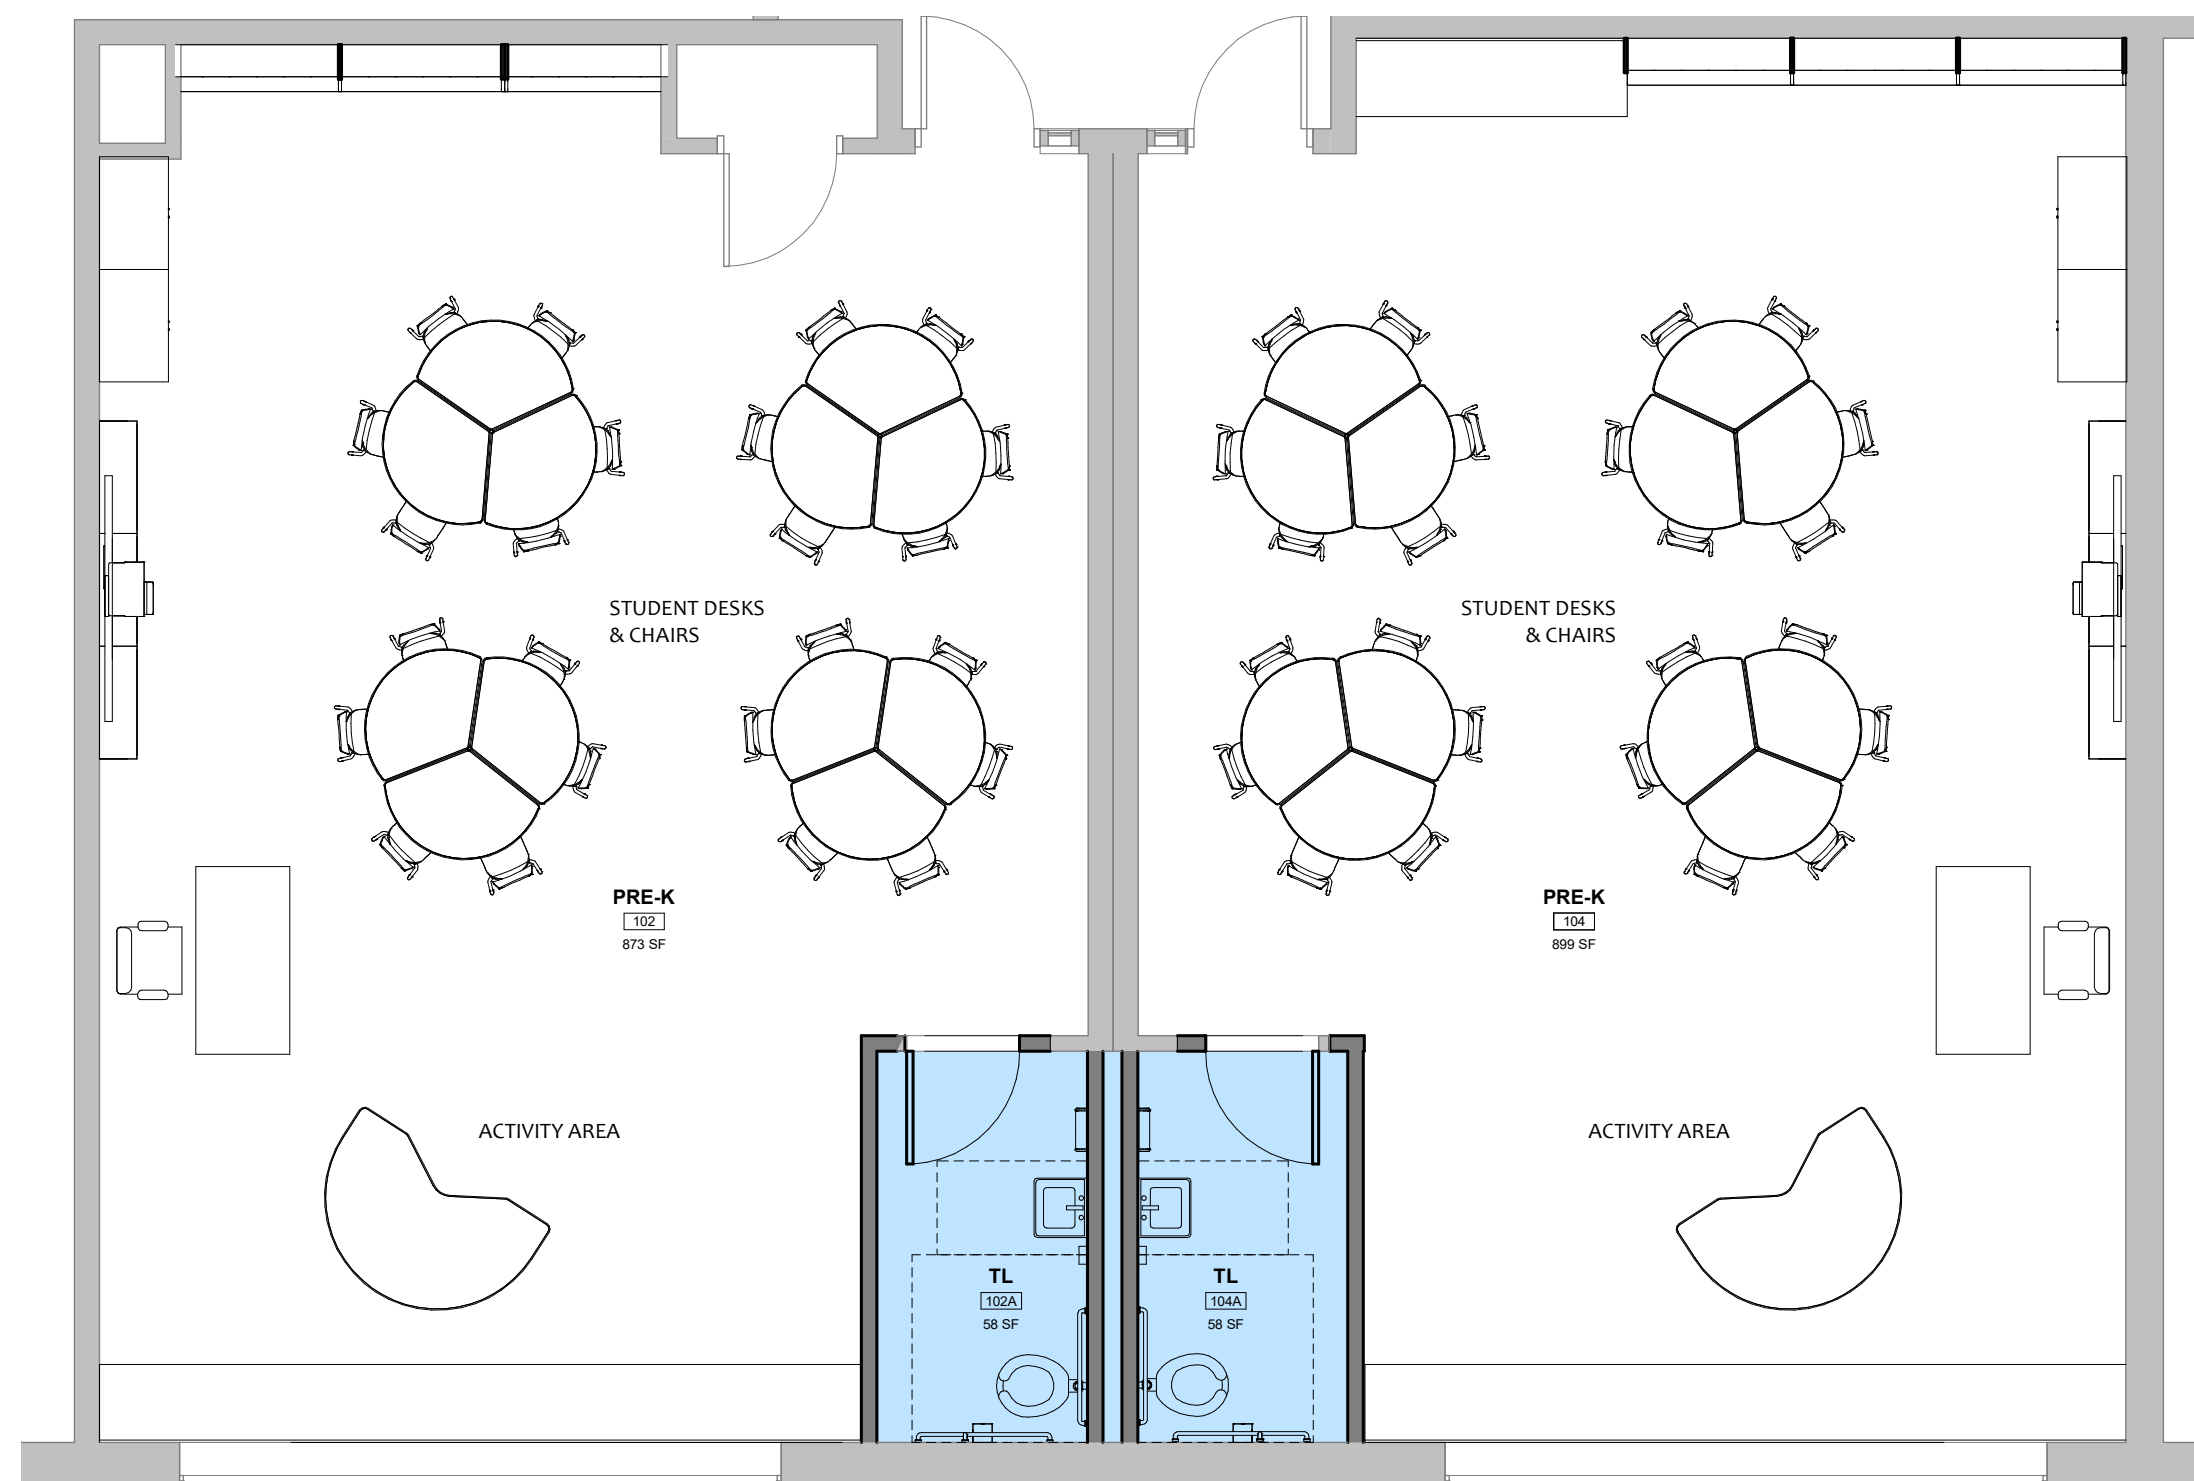 STUDENT DESKS
& CHAIRS
STUDENT DESKS
& CHAIRS
PRE-K
102
873 SF
PRE-K
104
899 SF
ACTIVITY AREA
ACTIVITY AREA
TL
102A
58 SF
TL
104A
58 SF